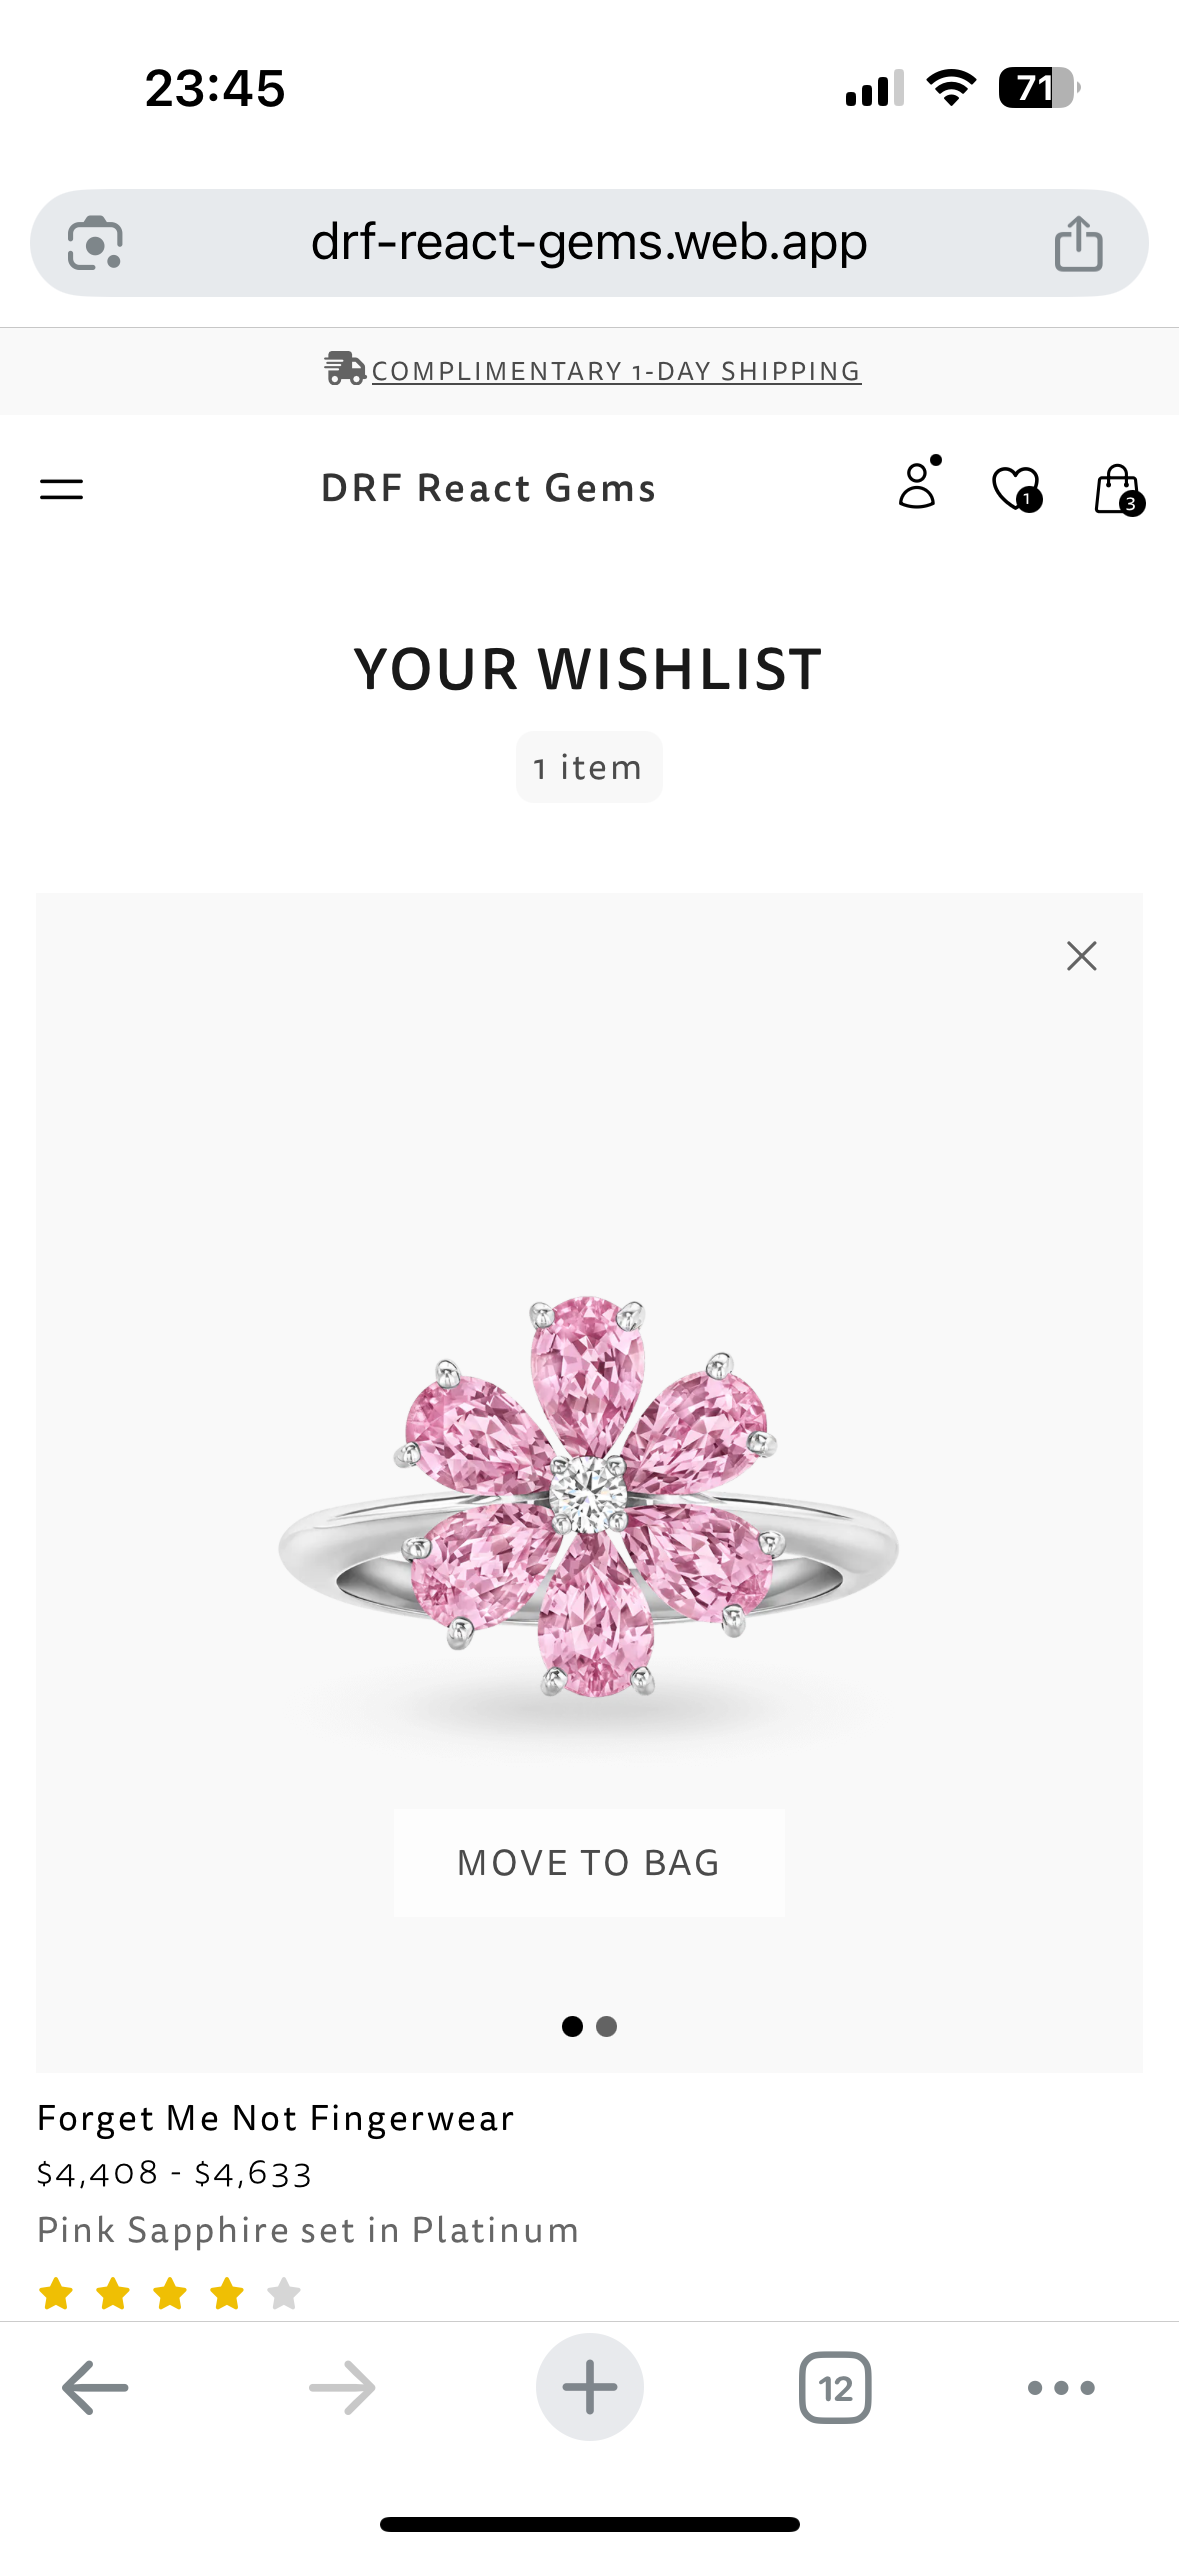 23:45
71
drf-react-gems.web.app
COMPLIMENTARY 1-DAY SHIPPING
DRF React Gems
1
3
YOUR WISHLIST
1 item
MOVE TO BAG
Forget Me Not Fingerwear
$4,408 - $4,633
Pink Sapphire set in Platinum
12